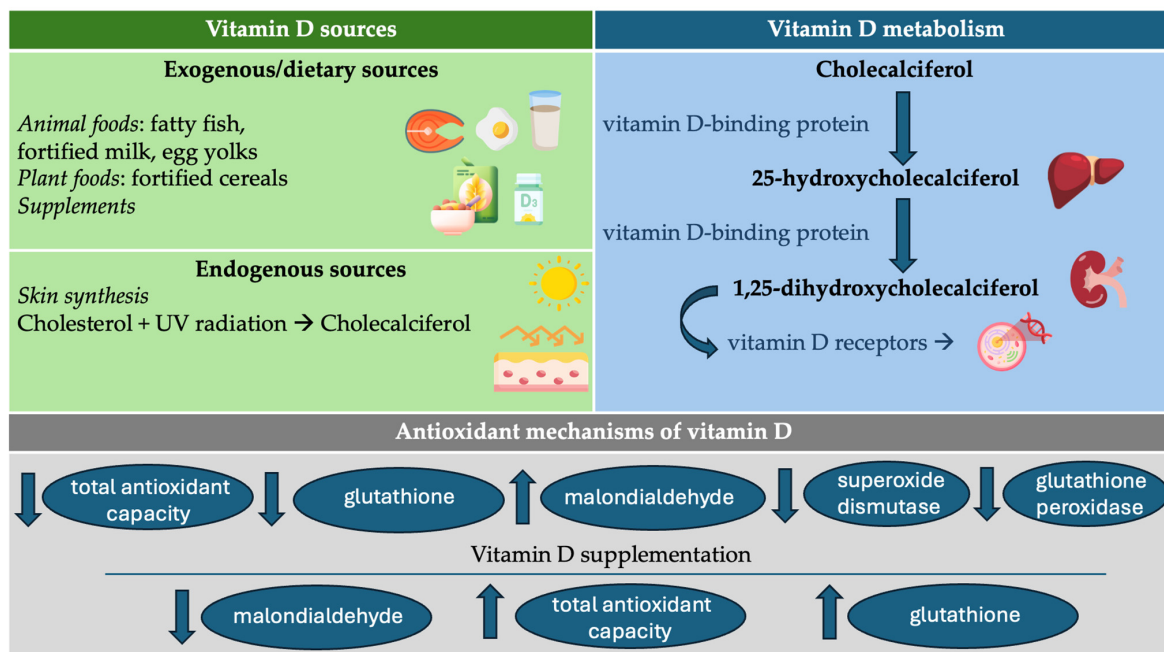 Vitamin D sources
Exogenous/dietary sources
Animal foods: fatty fish,
fortified milk, egg yolks
Plant foods: fortified cereals
Supplements
D3
Endogenous sources
Skin synthesis
Cholesterol + UV radiation → Cholecalciferol
Vitamin D metabolism
Cholecalciferol
vitamin D-binding protein
25-hydroxycholecalciferol
vitamin D-binding protein
1,25-dihydroxycholecalciferol
vitamin D receptors →
Antioxidant mechanisms of vitamin D
total antioxidant
capacity
glutathione
malondialdehyde
superoxide
dismutase
glutathione
peroxidase
Vitamin D supplementation
malondialdehyde
total antioxidant
capacity
glutathione